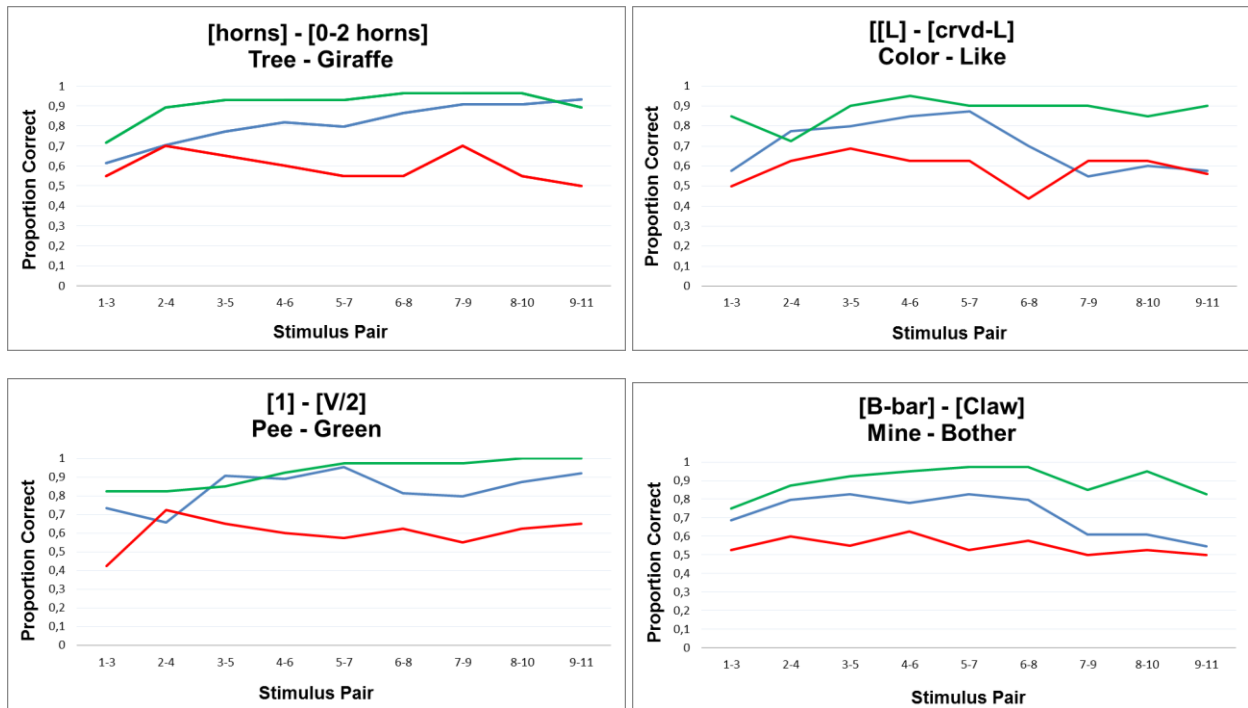 [horns] - [0-2 horns]
Tree - Giraffe
Proportion Correct
1
0,9
0,8
0,7
0,6
0,5
0,4
0,3
0,2
0,1
0
1-3 2-4 3-5 4-6 5-7 6-8 7-9 8-10 9-11
Stimulus Pair
[[L] - [crvd-L]
Color - Like
Proportion Correct
1
0,9
0,8
0,7
0,6
0,5
0,4
0,3
0,2
0,1
0
1-3 2-4 3-5 4-6 5-7 6-8 7-9 8-10 9-11
Stimulus Pair
[1] - [V/2]
Pee - Green
Proportion Correct
1
0,9
0,8
0,7
0,6
0,5
0,4
0,3
0,2
0,1
0
1-3 2-4 3-5 4-6 5-7 6-8 7-9 8-10 9-11
Stimulus Pair
[B-bar] - [Claw]
Mine - Bother
Proportion Correct
1
0,9
0,8
0,7
0,6
0,5
0,4
0,3
0,2
0,1
0
1-3 2-4 3-5 4-6 5-7 6-8 7-9 8-10 9-11
Stimulus Pair